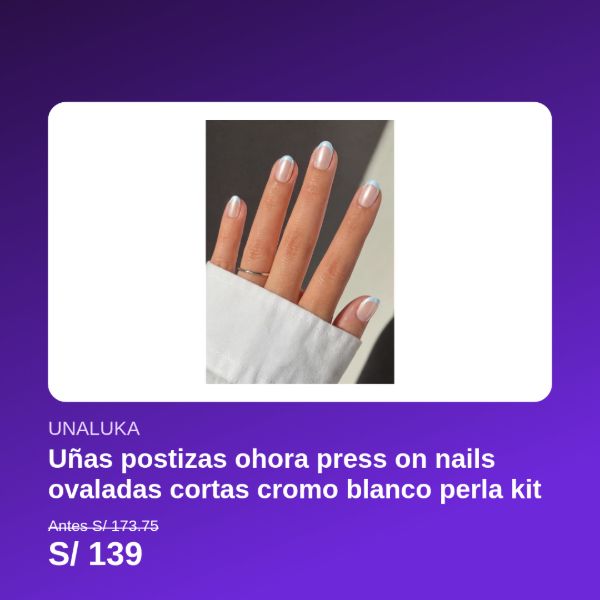 UNALUKA
Uñas postizas ohora press on nails
ovaladas cortas cromo blanco perla kit
Antes S/ 173.75
S/ 139